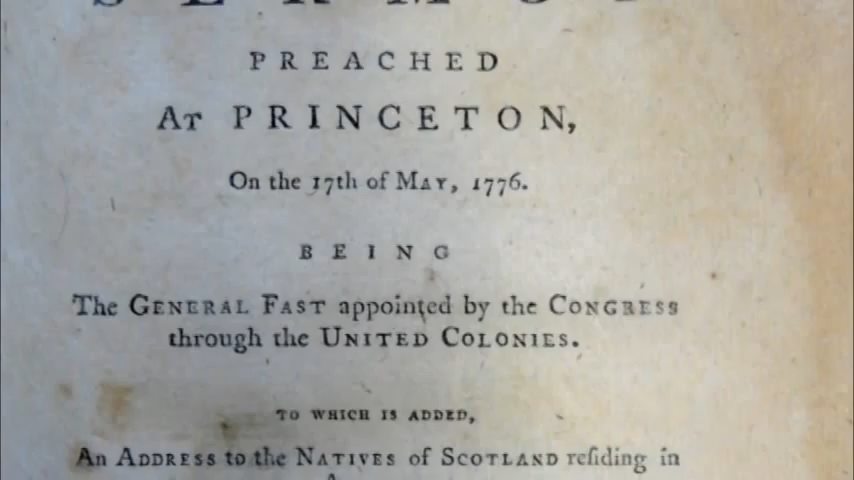 PREACHED
AT PRINCETON,
On the 17th of MAY, 1776.
BEING
The GENERAL FAST appointed by the CONGRESS
through the UNITED COLONIES.
TO WHICH IS ADDED,
An ADDRESS to the NATIVES of SCOTLAND reſiding in